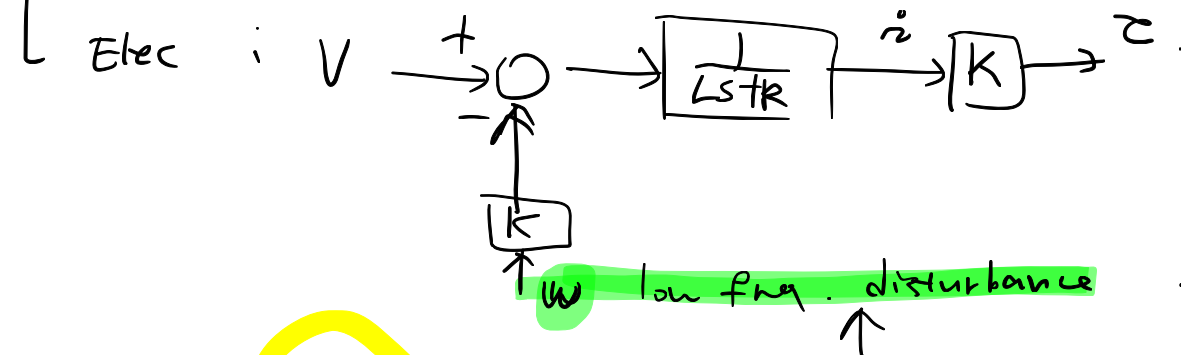 Elec : V + 1/(Ls+R) i K τ
−
K
ω low freq. disturbance